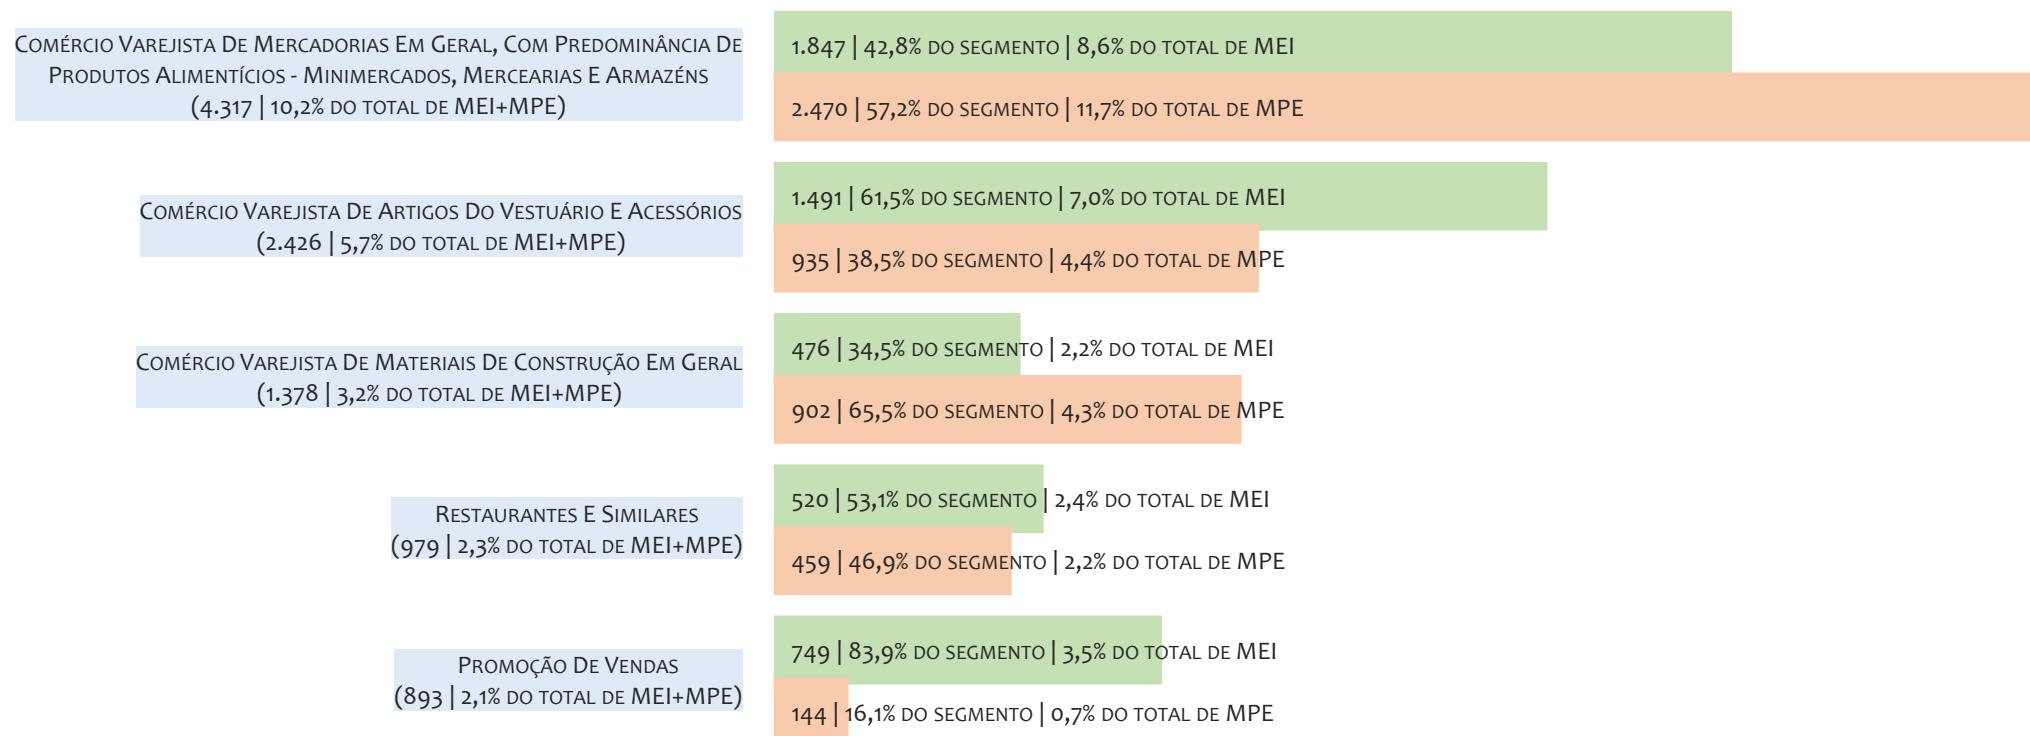 Comércio Varejista De Mercadorias Em Geral, Com Predominância De
Produtos Alimentícios - Minimercados, Mercearias E Armazéns
(4.317 | 10,2% do total de MEI+MPE)
1.847 | 42,8% do segmento | 8,6% do total de MEI
2.470 | 57,2% do segmento | 11,7% do total de MPE
Comércio Varejista De Artigos Do Vestuário E Acessórios
(2.426 | 5,7% do total de MEI+MPE)
1.491 | 61,5% do segmento | 7,0% do total de MEI
935 | 38,5% do segmento | 4,4% do total de MPE
Comércio Varejista De Materiais De Construção Em Geral
(1.378 | 3,2% do total de MEI+MPE)
476 | 34,5% do segmento | 2,2% do total de MEI
902 | 65,5% do segmento | 4,3% do total de MPE
Restaurantes E Similares
(979 | 2,3% do total de MEI+MPE)
520 | 53,1% do segmento | 2,4% do total de MEI
459 | 46,9% do segmento | 2,2% do total de MPE
Promoção De Vendas
(893 | 2,1% do total de MEI+MPE)
749 | 83,9% do segmento | 3,5% do total de MEI
144 | 16,1% do segmento | 0,7% do total de MPE